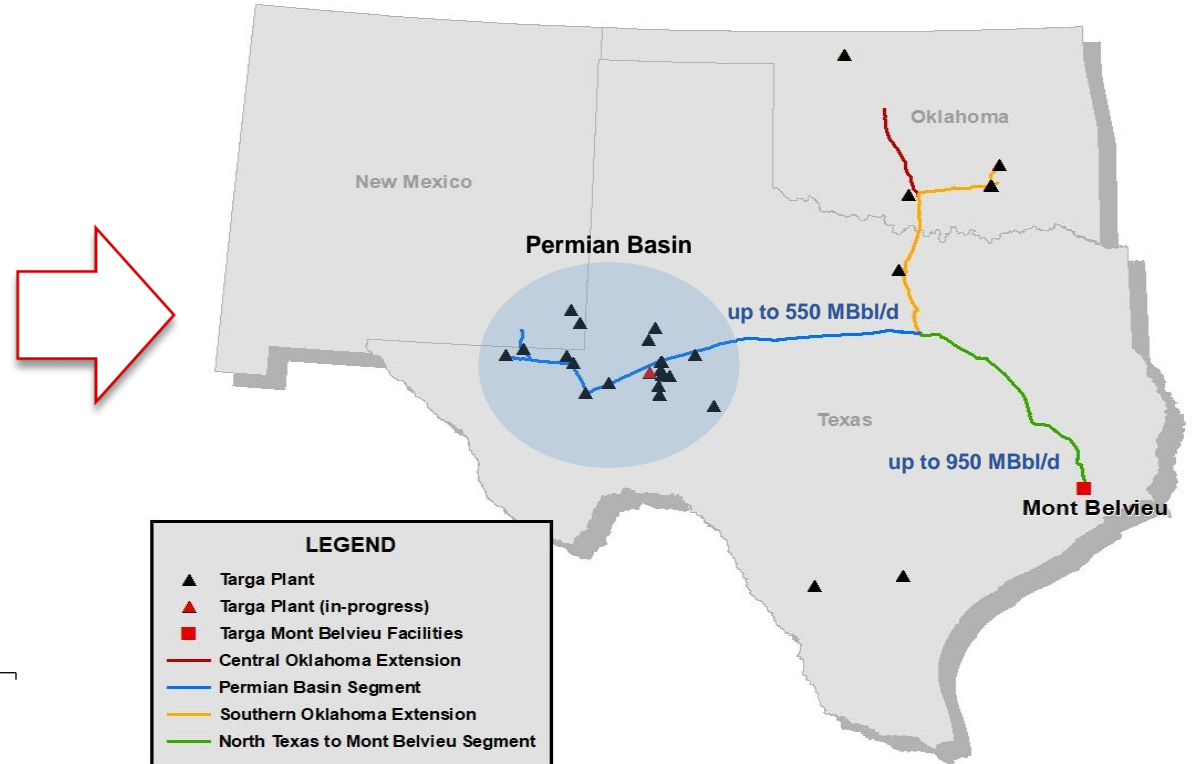 Oklahoma
New Mexico
Permian Basin
up to 550 MBbl/d
Texas
up to 950 MBbl/d
Mont Belvieu
LEGEND
Targa Plant
Targa Plant (in-progress)
Targa Mont Belvieu Facilities
Central Oklahoma Extension
Permian Basin Segment
Southern Oklahoma Extension
North Texas to Mont Belvieu Segment